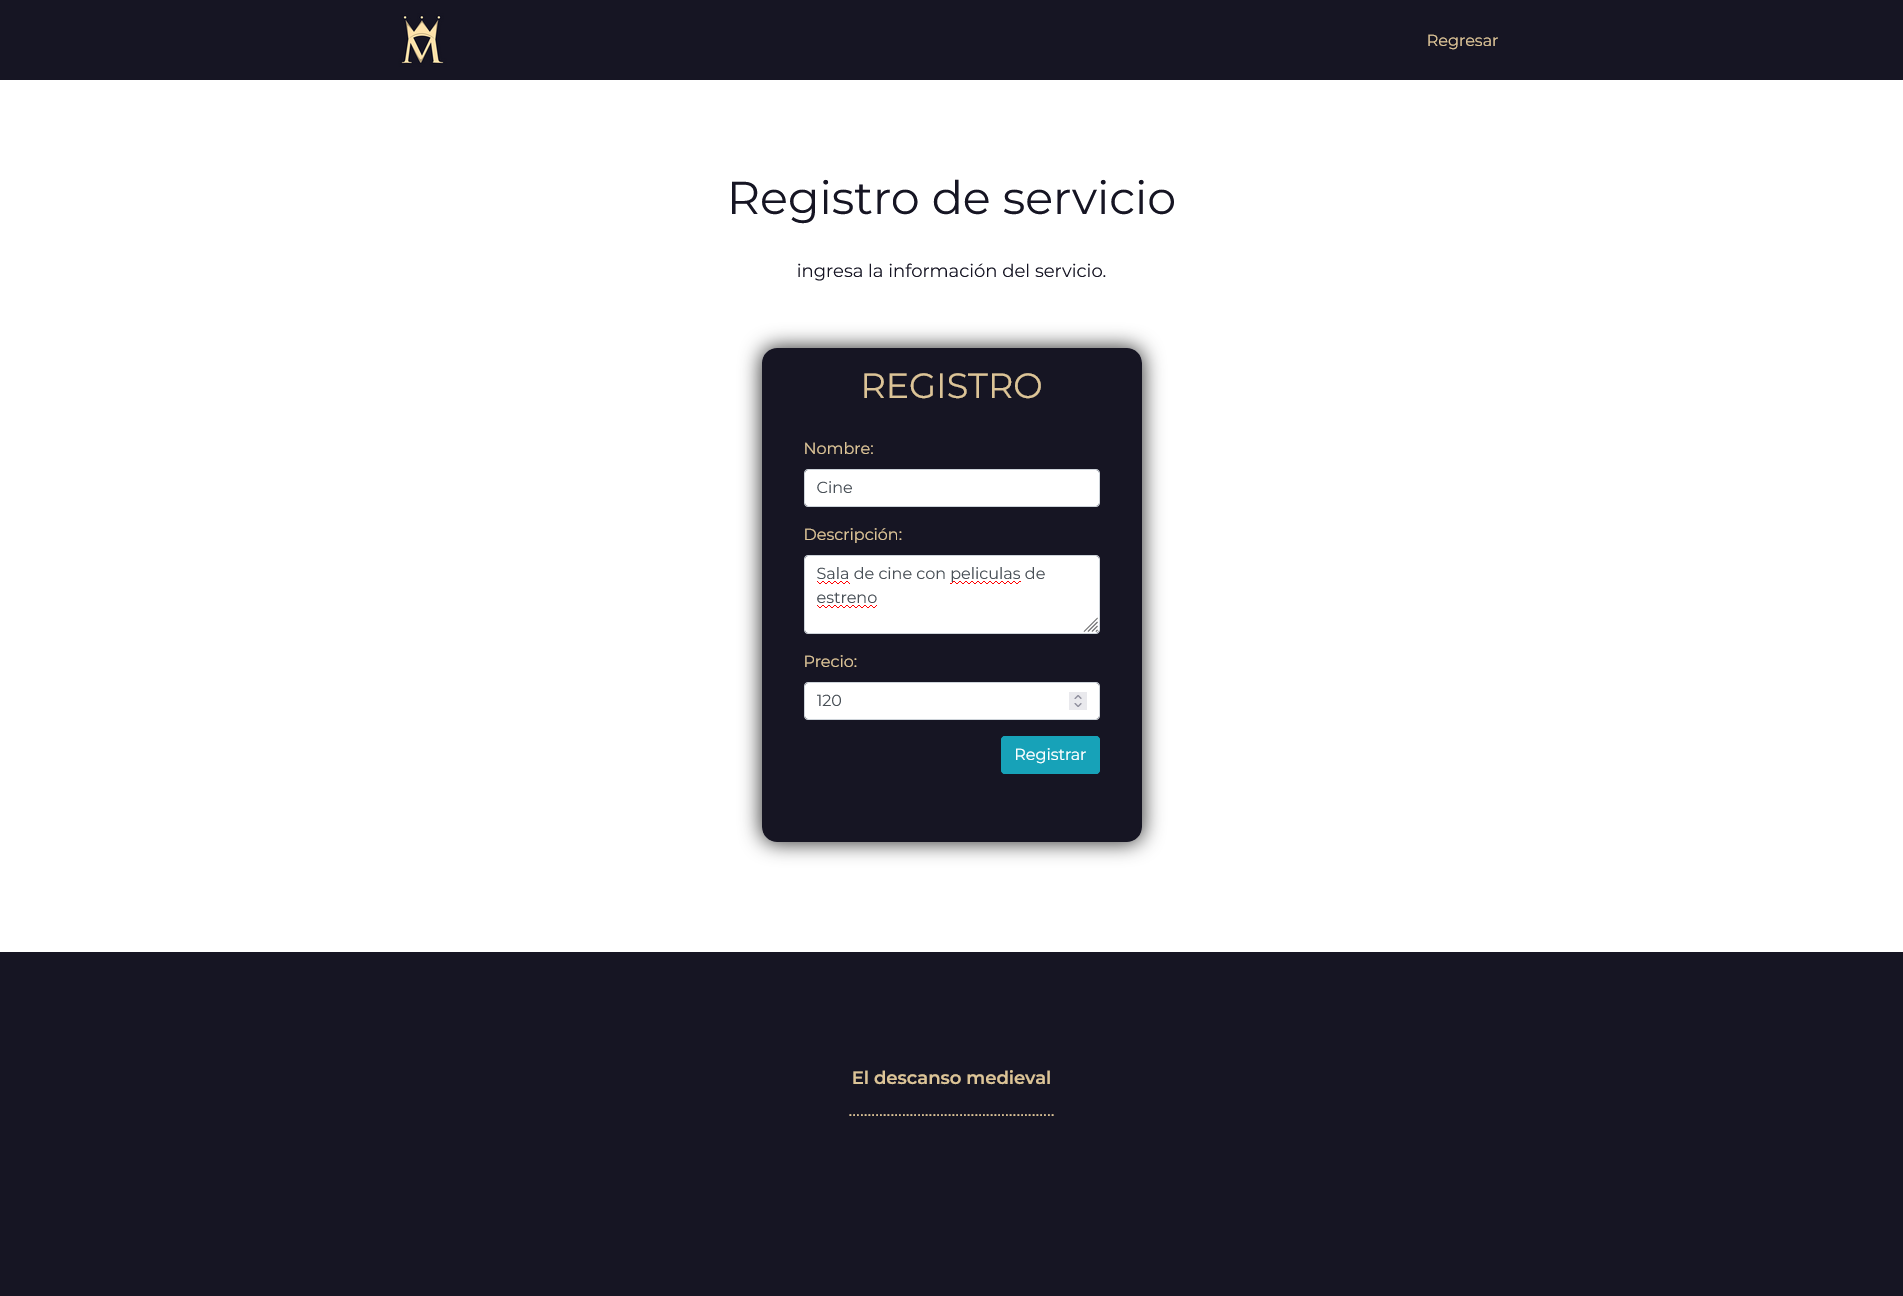 M
Regresar
Registro de servicio
ingresa la información del servicio.
REGISTRO
Nombre:
Cine
Descripción:
Sala de cine con peliculas de
estreno
Precio:
120
Registrar
El descanso medieval